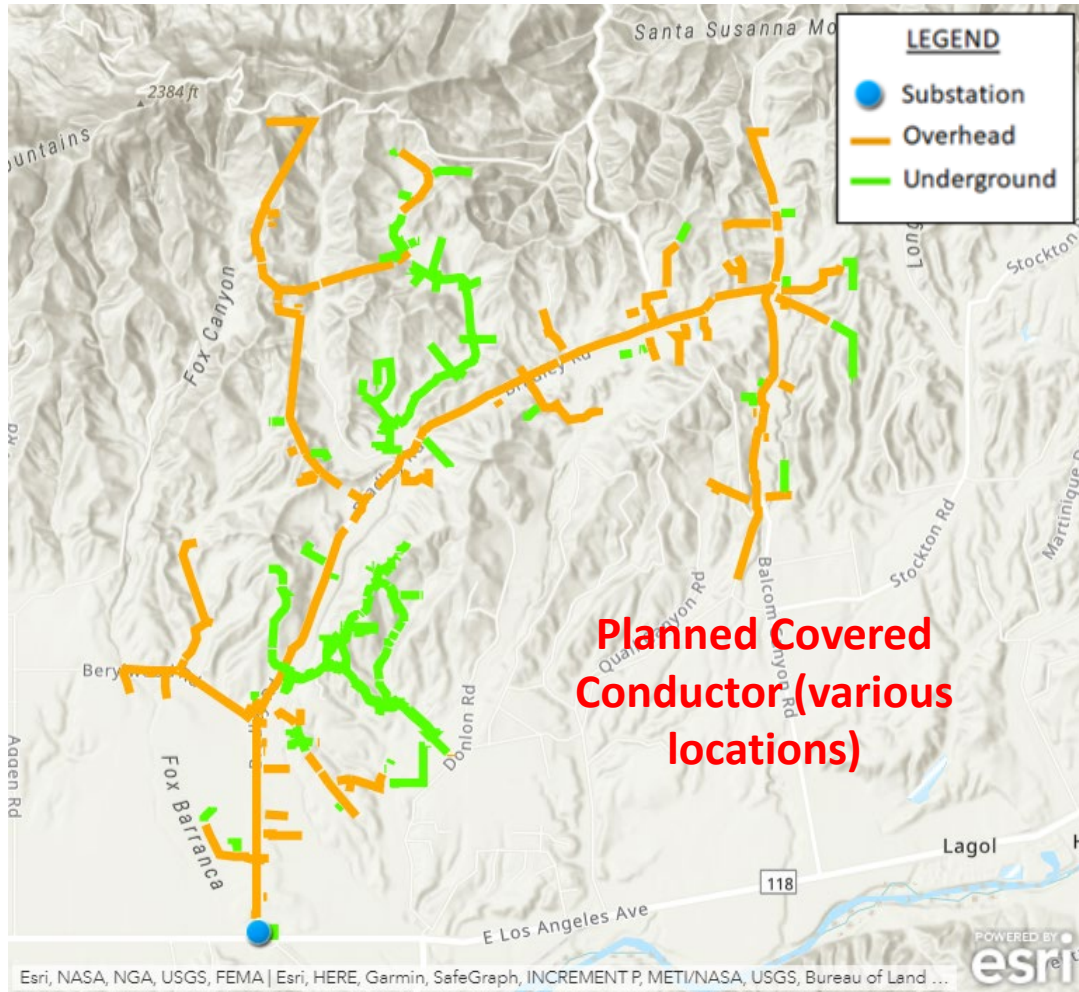 Santa Susanna Mo
LEGEND
Substation
Overhead
Underground
2384 ft
ountains
Long
Stockton
Fox Canyon
Bradley Rd
Stockton Rd
Martinique D
Balcom Canyon Rd
Planned Covered
Conductor (various
locations)
Donlon Rd
Aggen Rd
Fox Barranca
Lagol
H
118
E Los Angeles Ave
POWERED BY
esri
Esri, NASA, NGA, USGS, FEMA | Esri, HERE, Garmin, SafeGraph, INCREMENT P, METI/NASA, USGS, Bureau of Land ...